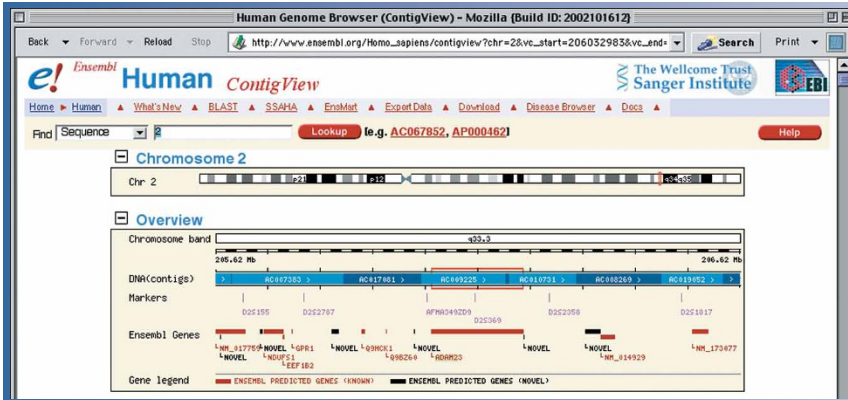 Human Genome Browser (ContigView) - Mozilla {Build ID: 2002101612}
Back Forward Reload Stop http://www.ensembl.org/Homo_sapiens/contigview?chr=2&vc_start=206032983&vc_end= Search Print
e! Ensembl Human ContigView The Wellcome Trust Sanger Institute EBI
Home Human What's New BLAST SSAHA EnsMart Export Data Download Disease Browser Docs
Find Sequence 2 Lookup [e.g. AC067852, AP000462] Help
Chromosome 2
Chr 2 p21 p12 q34 q35
Overview
Chromosome band q33.3
205.62 Mb 206.62 Mb
DNA(contigs) > AC007383 > AC017081 > AC009225 > AC010731 > AC008269 > AC019052 > >
Markers
D2S155 D2S2787 AFMA349ZD9 D2S2358 D2S1817
D2S369
Ensembl Genes
NM_017759 NOVEL GPR1 NOVEL Q9HCK1 NOVEL NOVEL NM_173077
NOVEL NDUFS1 Q9BZ60 ADAM23 NM_014929
EEF1B2
Gene legend ENSEMBL PREDICTED GENES (KNOWN) ENSEMBL PREDICTED GENES (NOVEL)